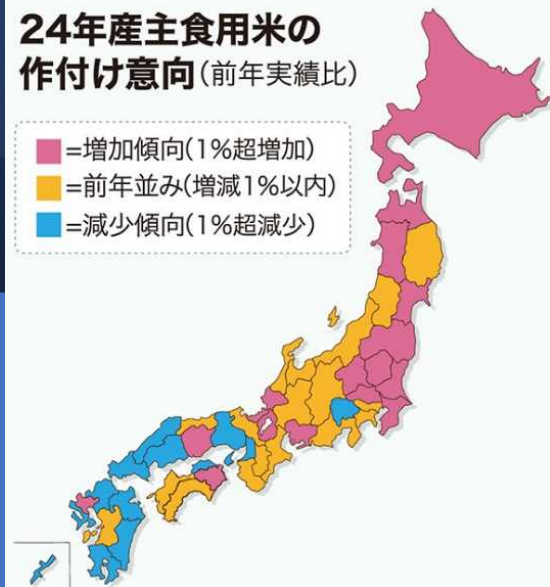 24年産主食用米の
作付け意向(前年実績比)
=増加傾向(1%超増加)
=前年並み(増減1%以内)
=減少傾向(1%超減少)